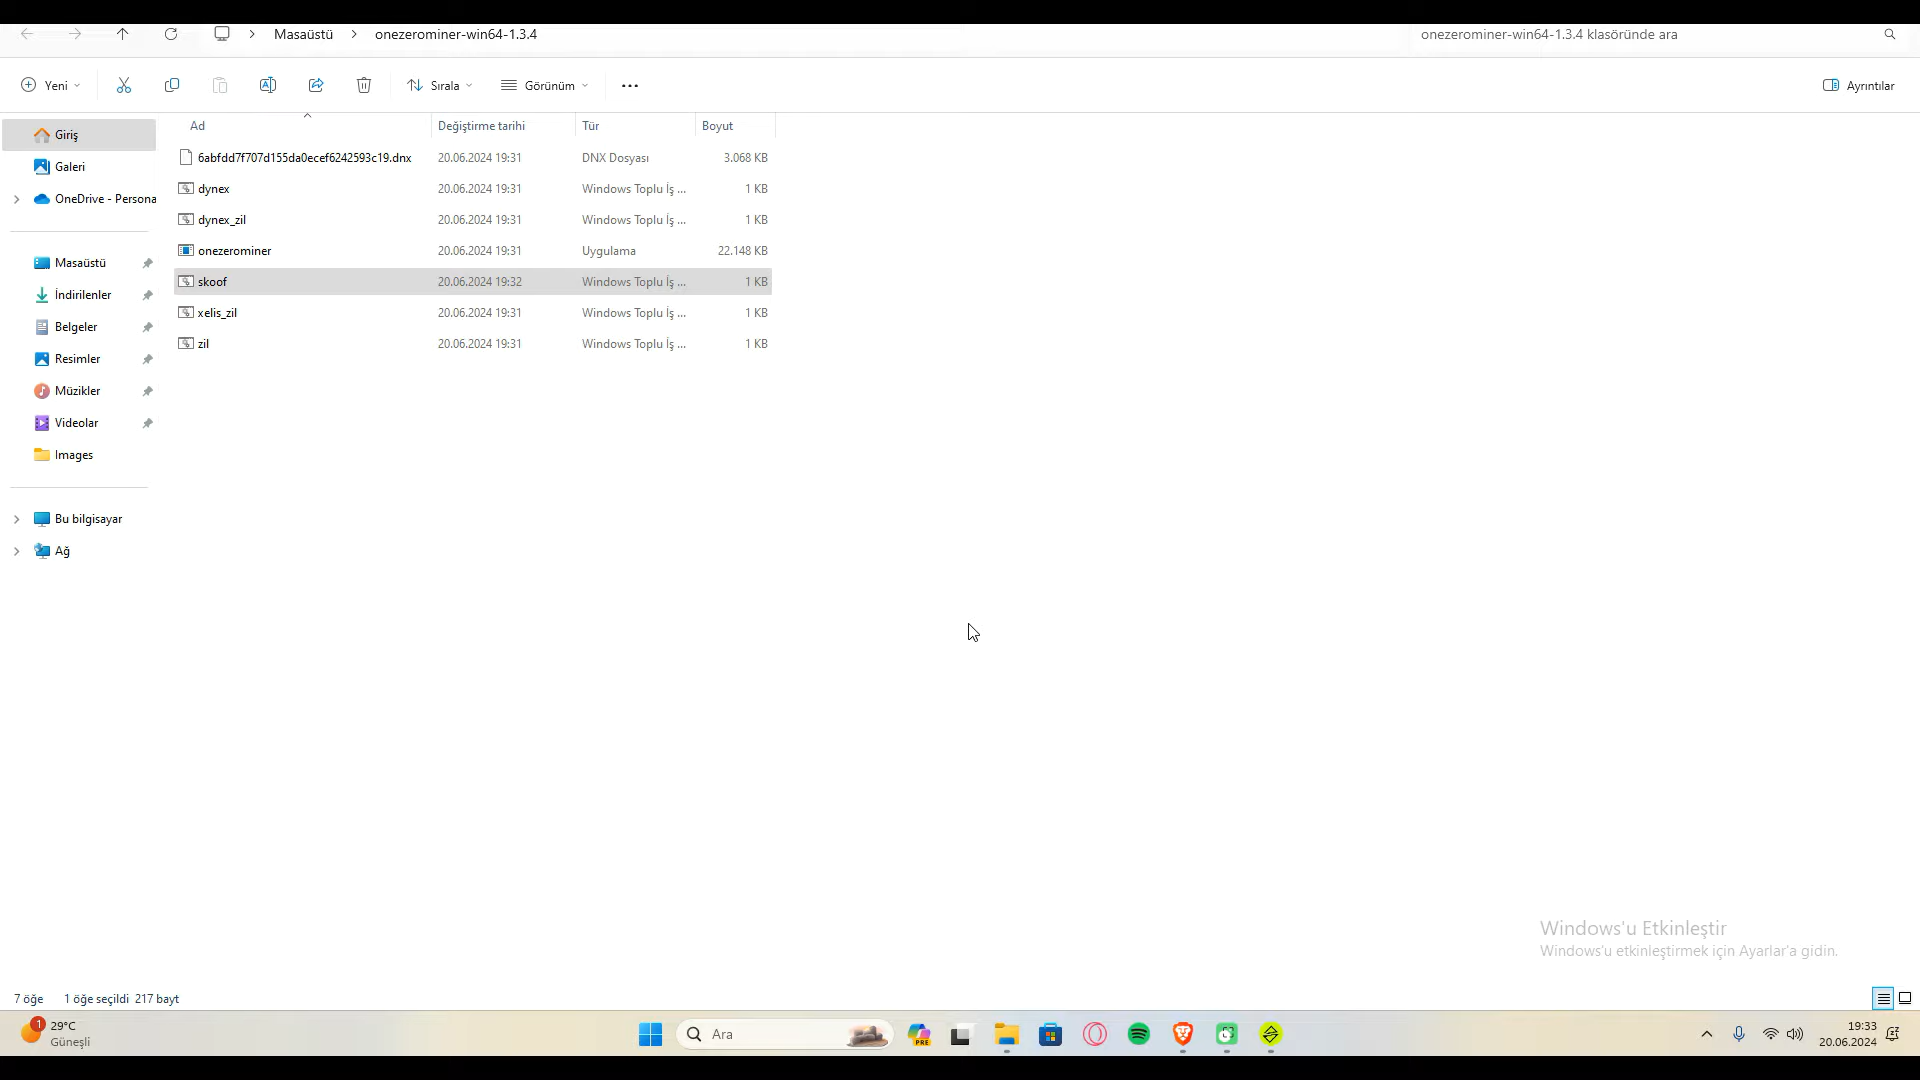 Masaüstü
onezerominer-win64-1.3.4
onezerominer-win64-1.3.4 klasöründe ara
Yeni
Sırala
Görünüm
Ayrıntılar
Ad
Değiştirme tarihi
Tür
Boyut
Giriş
Galeri
OneDrive - Persona
Masaüstü
İndirilenler
Belgeler
Resimler
Müzikler
Videolar
Images
Bu bilgisayar
Ağ
6abfdd7f707d155da0ecef6242593c19.dnx 20.06.2024 19:31 DNX Dosyası 3.068 KB
dynex 20.06.2024 19:31 Windows Toplu İş ... 1 KB
dynex_zil 20.06.2024 19:31 Windows Toplu İş ... 1 KB
onezerominer 20.06.2024 19:31 Uygulama 22.148 KB
skoof 20.06.2024 19:32 Windows Toplu İş ... 1 KB
xelis_zil 20.06.2024 19:31 Windows Toplu İş ... 1 KB
zil 20.06.2024 19:31 Windows Toplu İş ... 1 KB
Windows'u Etkinleştir
Windows'u etkinleştirmek için Ayarlar'a gidin.
7 öğe 1 öğe seçildi 217 bayt
1
29°C
Güneşli
Ara
PRE
19:33
20.06.2024